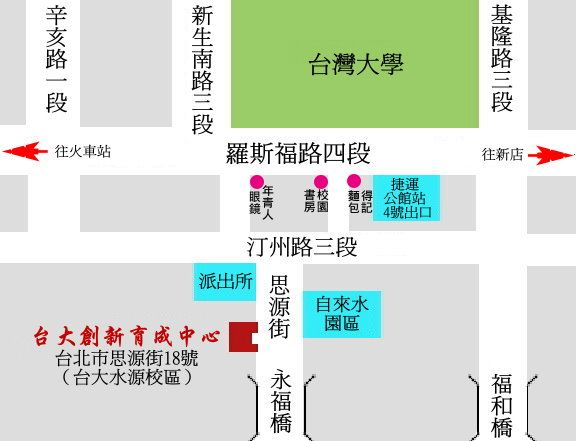 辛亥路一段
新生南路三段
台灣大學
基隆路三段
往火車站
羅斯福路四段
往新店
年青人
眼鏡
校園
書房
得記
麵包
捷運
公館站
4號出口
汀州路三段
派出所
思源街
自來水
園區
台大創新育成中心
台北市思源街18號
（台大水源校區）
永福橋
福和橋